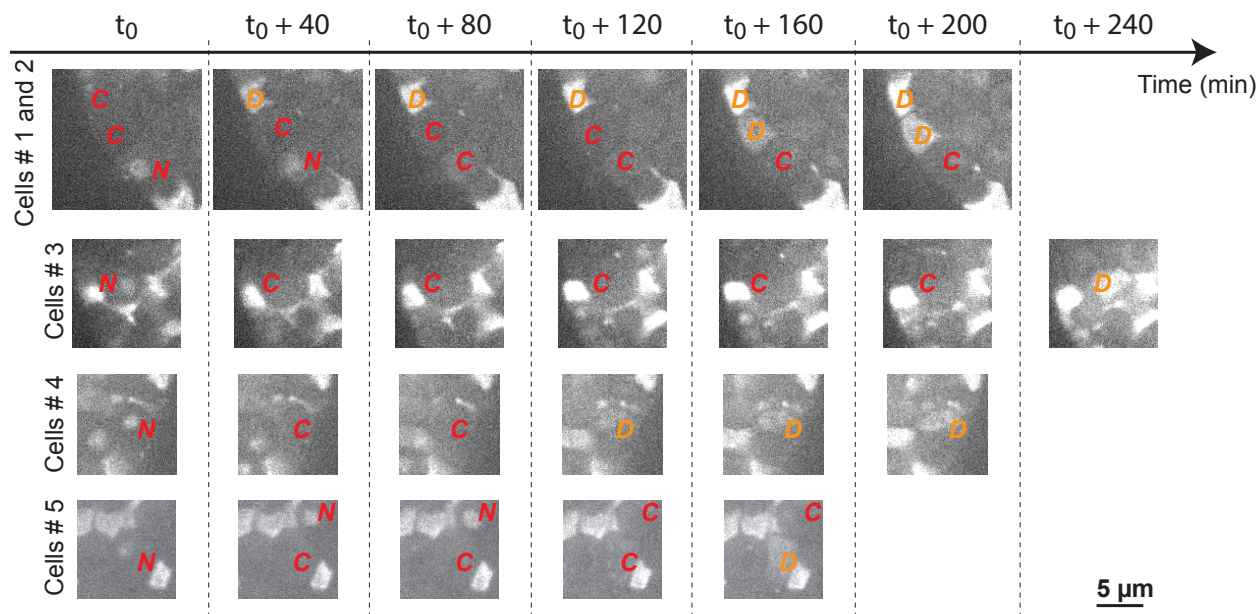 t0 t0 + 40 t0 + 80 t0 + 120 t0 + 160 t0 + 200 t0 + 240
Time (min)
Cells # 1 and 2
C D D D D D
C C C C D D
N N C C C C
Cells # 3
N C C C C C D
Cells # 4
N C C D D D
Cells # 5
N N C C
N C C C D
5 µm